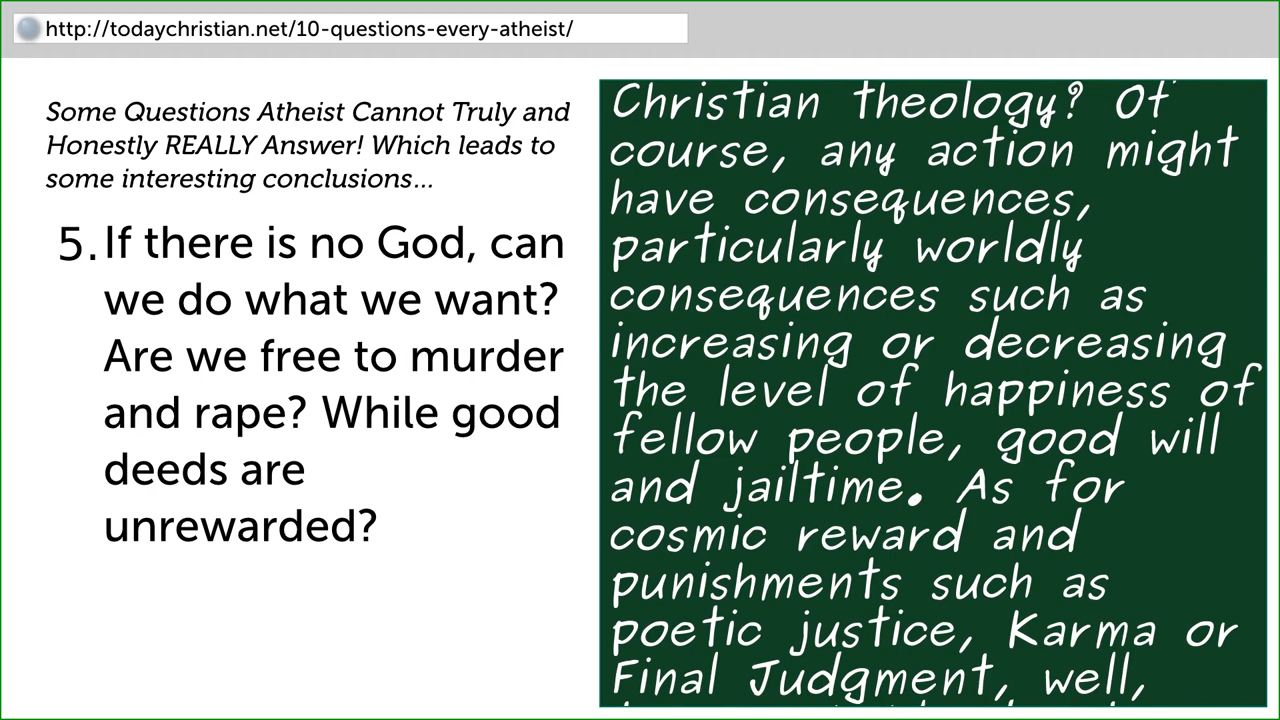 http://todaychristian.net/10-questions-every-atheist/
Some Questions Atheist Cannot Truly and
Honestly REALLY Answer! Which leads to
some interesting conclusions…
5. If there is no God, can
we do what we want?
Are we free to murder
and rape? While good
deeds are
unrewarded?
Christian theology? Of
course, any action might
have consequences,
particularly worldly
consequences such as
increasing or decreasing
the level of happiness of
fellow people, good will
and jailtime. As for
cosmic reward and
punishments such as
poetic justice, Karma or
Final Judgment, well,